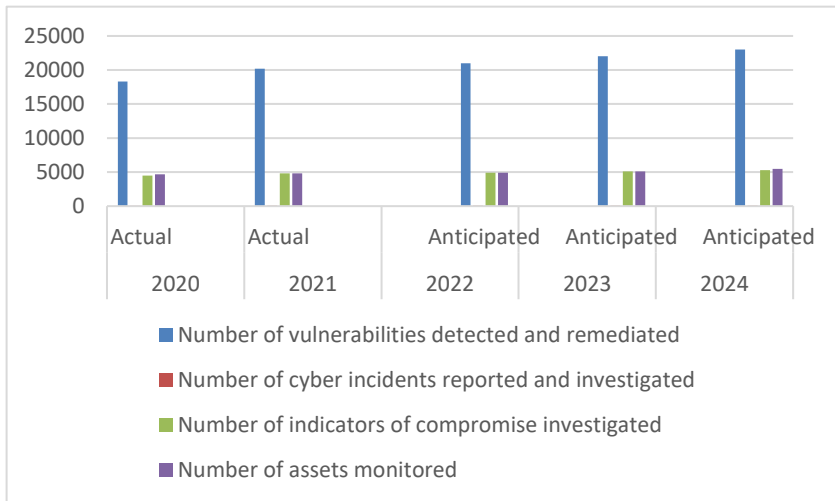 25000
20000
15000
10000
5000
0
Actual Actual Anticipated Anticipated Anticipated
2020 2021 2022 2023 2024
Number of vulnerabilities detected and remediated
Number of cyber incidents reported and investigated
Number of indicators of compromise investigated
Number of assets monitored